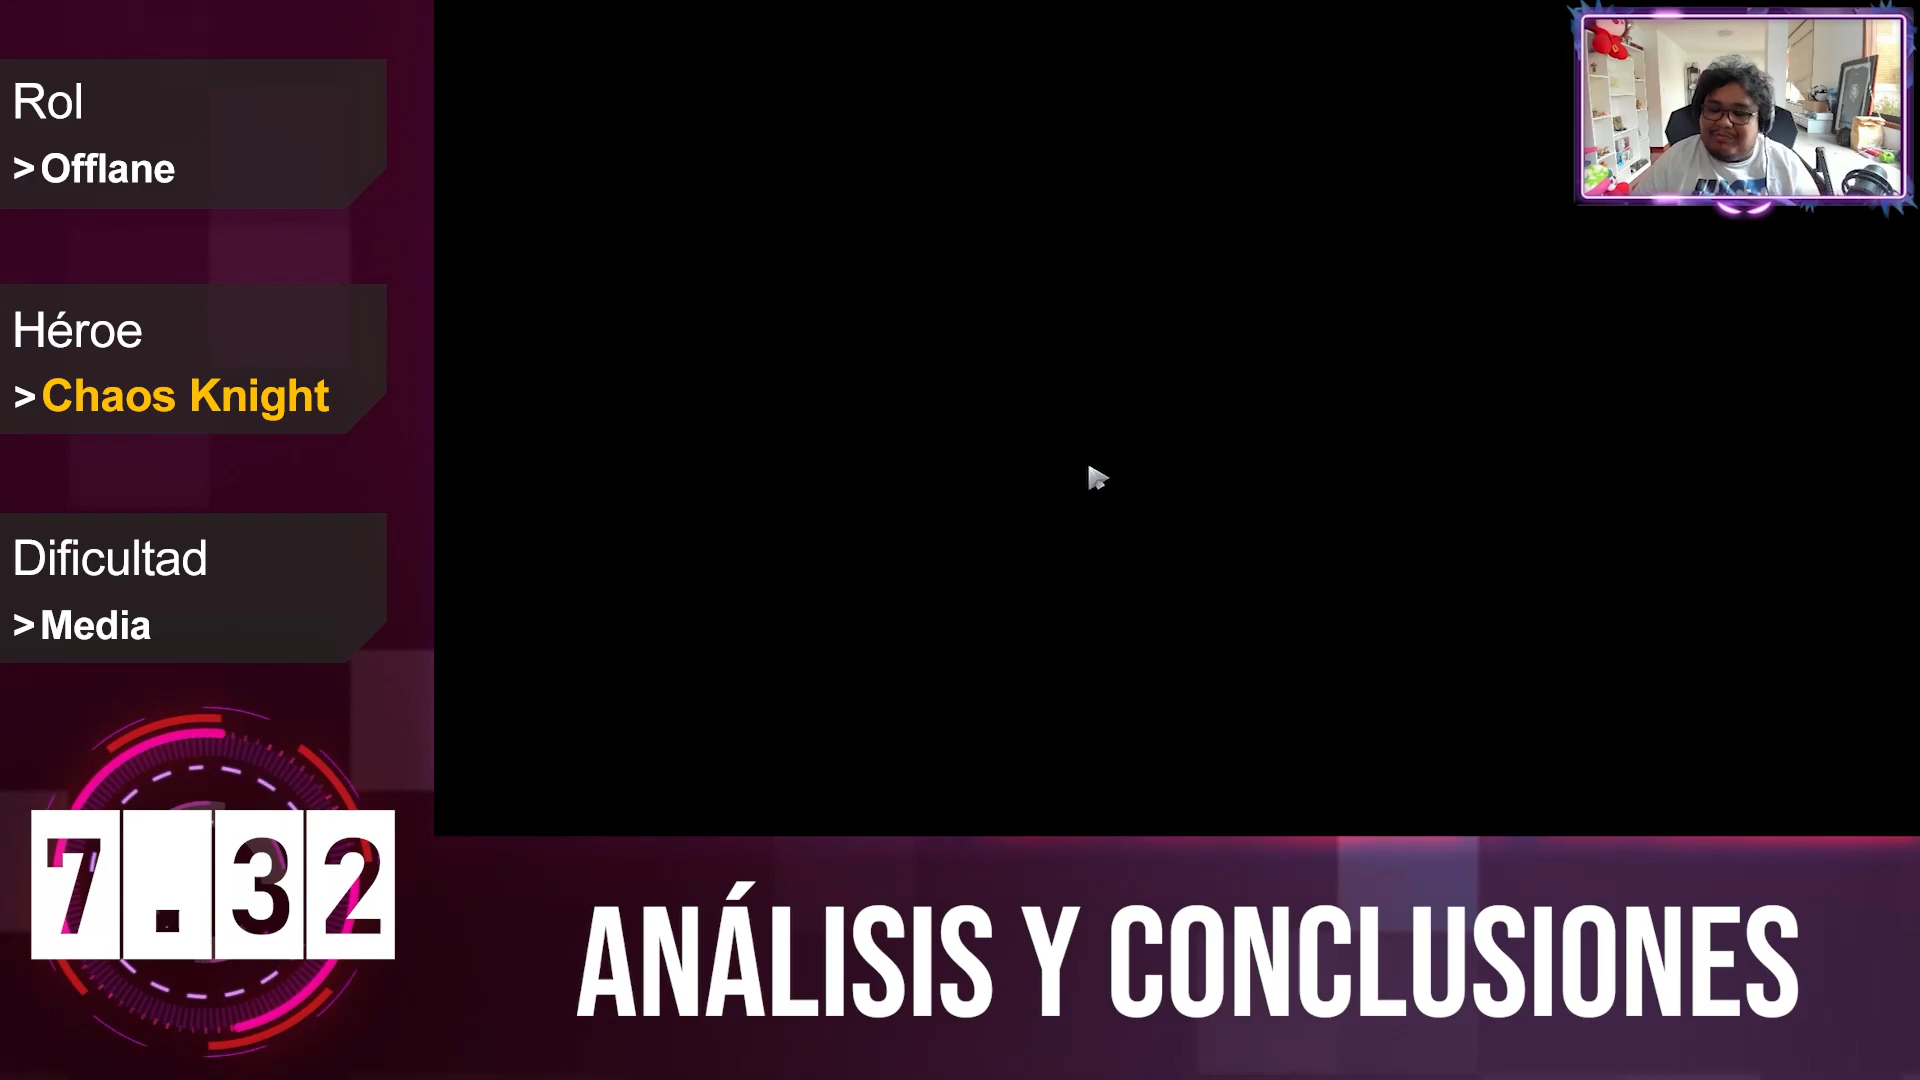 Rol
> Offlane
Héroe
> Chaos Knight
Dificultad
> Media
7.32
ANÁLISIS Y CONCLUSIONES